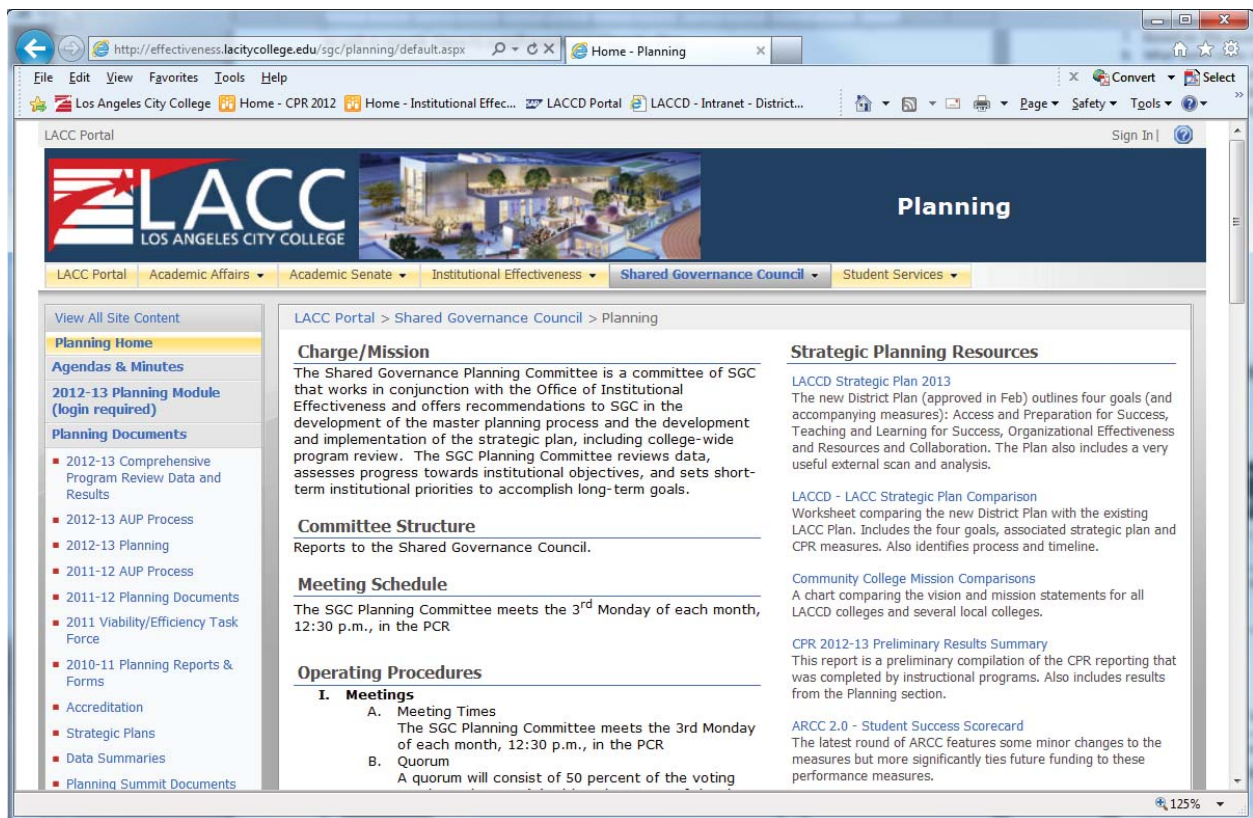 http://effectiveness.lacitycollege.edu/sgc/planning/default.aspx
Home - Planning
File Edit View Favorites Tools Help
Convert
Select
Los Angeles City College
Home - CPR 2012
Home - Institutional Effec...
LACCD Portal
LACCD - Intranet - District...
Page
Safety
Tools
LACC Portal
Sign In |
LACC
LOS ANGELES CITY COLLEGE
Planning
LACC Portal
Academic Affairs
Academic Senate
Institutional Effectiveness
Shared Governance Council
Student Services
View All Site Content
Planning Home
Agendas & Minutes
2012-13 Planning Module
(login required)
Planning Documents
2012-13 Comprehensive
Program Review Data and
Results
2012-13 AUP Process
2012-13 Planning
2011-12 AUP Process
2011-12 Planning Documents
2011 Viability/Efficiency Task
Force
2010-11 Planning Reports &
Forms
Accreditation
Strategic Plans
Data Summaries
Planning Summit Documents
LACC Portal > Shared Governance Council > Planning
Charge/Mission
The Shared Governance Planning Committee is a committee of SGC
that works in conjunction with the Office of Institutional
Effectiveness and offers recommendations to SGC in the
development of the master planning process and the development
and implementation of the strategic plan, including college-wide
program review. The SGC Planning Committee reviews data,
assesses progress towards institutional objectives, and sets short-
term institutional priorities to accomplish long-term goals.
Committee Structure
Reports to the Shared Governance Council.
Meeting Schedule
The SGC Planning Committee meets the 3rd Monday of each month,
12:30 p.m., in the PCR
Operating Procedures
I. Meetings
A. Meeting Times
The SGC Planning Committee meets the 3rd Monday
of each month, 12:30 p.m., in the PCR
B. Quorum
A quorum will consist of 50 percent of the voting
Strategic Planning Resources
LACCD Strategic Plan 2013
The new District Plan (approved in Feb) outlines four goals (and
accompanying measures): Access and Preparation for Success,
Teaching and Learning for Success, Organizational Effectiveness
and Resources and Collaboration. The Plan also includes a very
useful external scan and analysis.
LACCD - LACC Strategic Plan Comparison
Worksheet comparing the new District Plan with the existing
LACC Plan. Includes the four goals, associated strategic plan and
CPR measures. Also identifies process and timeline.
Community College Mission Comparisons
A chart comparing the vision and mission statements for all
LACCD colleges and several local colleges.
CPR 2012-13 Preliminary Results Summary
This report is a preliminary compilation of the CPR reporting that
was completed by instructional programs. Also includes results
from the Planning section.
ARCC 2.0 - Student Success Scorecard
The latest round of ARCC features some minor changes to the
measures but more significantly ties future funding to these
performance measures.
125%